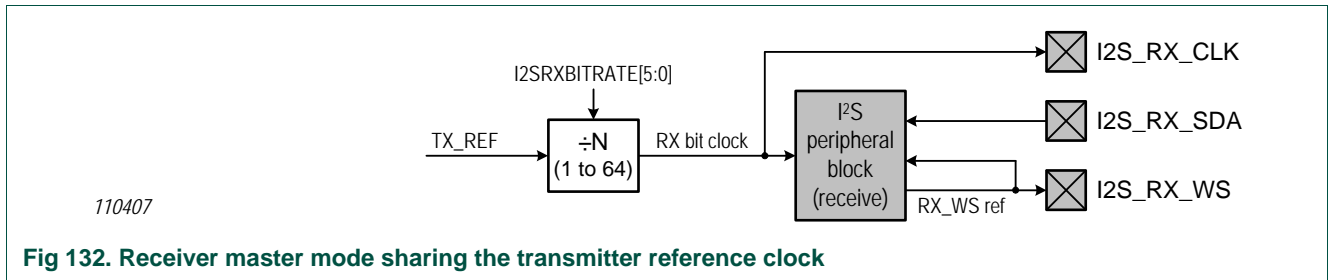 I2S_RX_CLK
I2SRXBITRATE[5:0]
TX_REF
÷N
(1 to 64)
RX bit clock
I²S
peripheral
block
(receive)
I2S_RX_SDA
RX_WS ref
I2S_RX_WS
110407
Fig 132. Receiver master mode sharing the transmitter reference clock